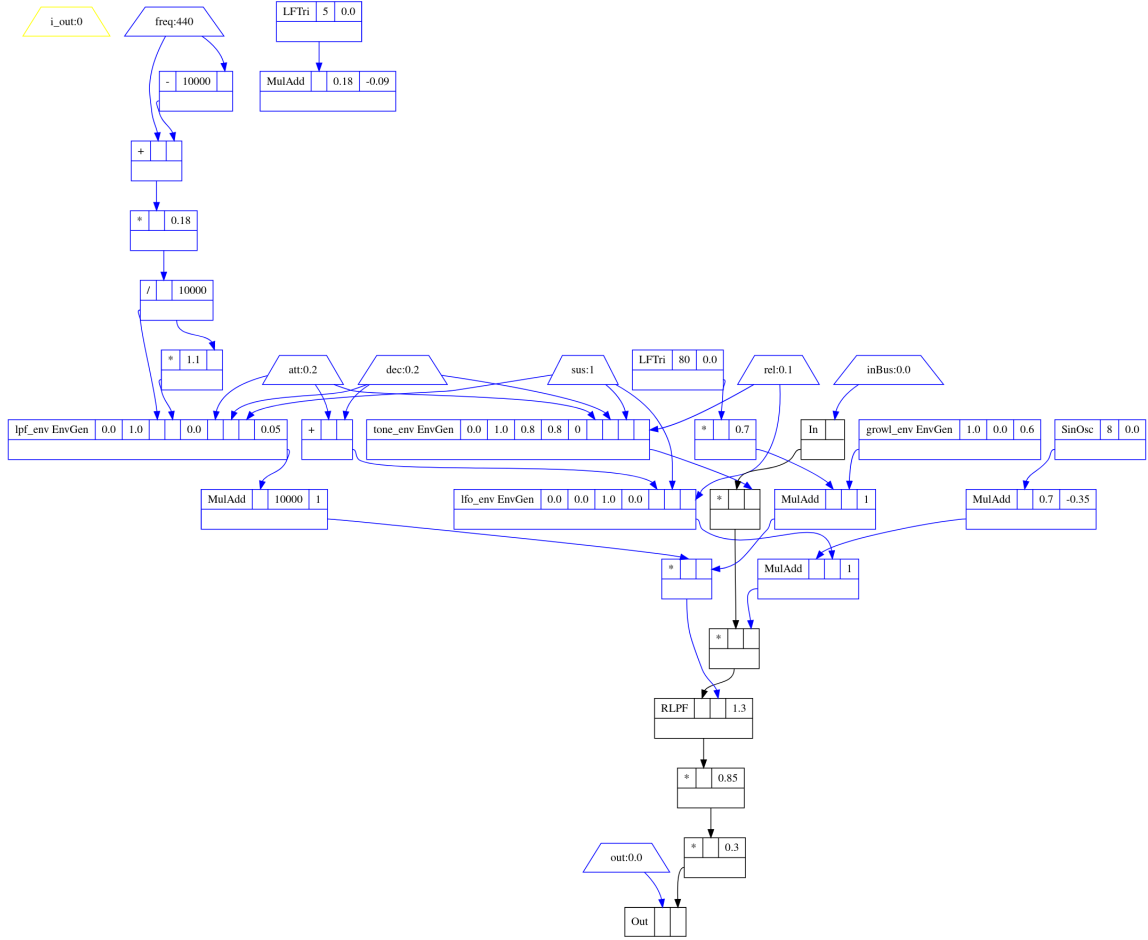 i_out:0 freq:440 LFTri 5 0.0
- 10000 MulAdd 0.18 -0.09
+
* 0.18
/ 10000
* 1.1 att:0.2 dec:0.2 sus:1 LFTri 80 0.0 rel:0.1 inBus:0.0
lpf_env EnvGen 0.0 1.0 0.0 0.05 + tone_env EnvGen 0.0 1.0 0.8 0.8 0 * 0.7 In growl_env EnvGen 1.0 0.0 0.6 SinOsc 8 0.0
MulAdd 10000 1 lfo_env EnvGen 0.0 0.0 1.0 0.0 * MulAdd 1 MulAdd 0.7 -0.35
* MulAdd 1
*
RLPF 1.3
* 0.85
out:0.0 * 0.3
Out